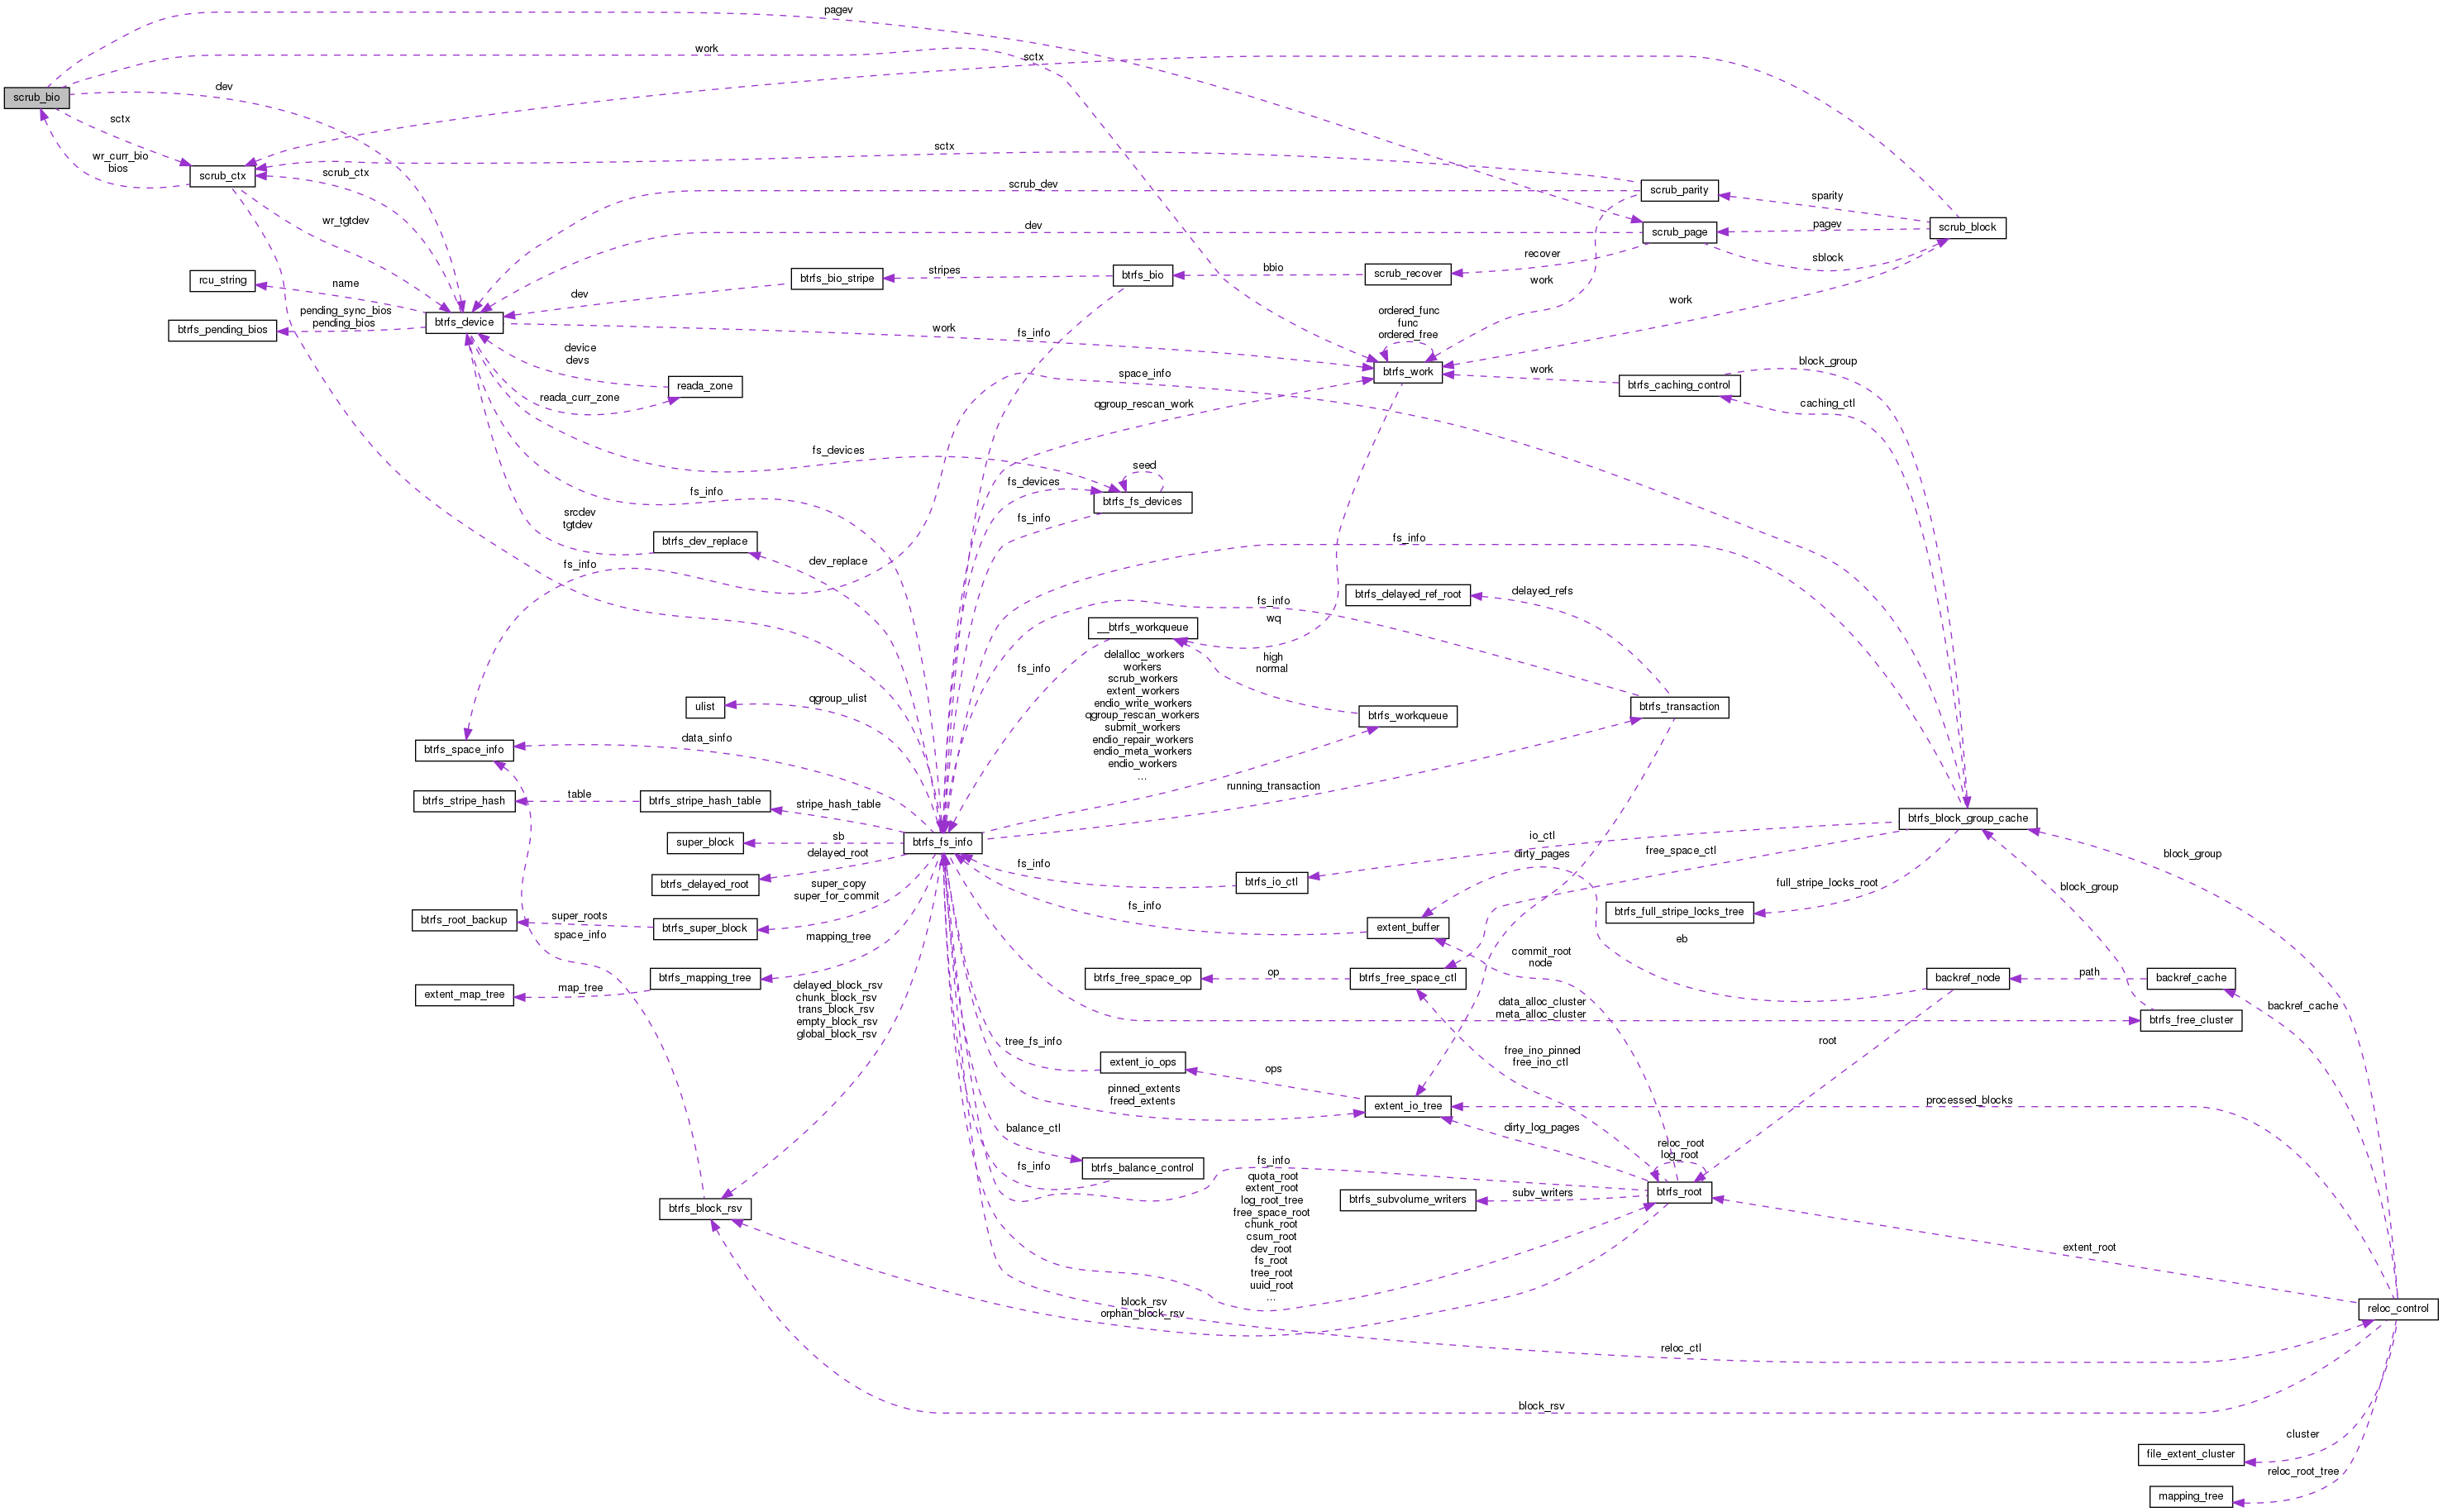 pagev
work
sctx
scrub_bio
dev
sctx
wr_curr_bio
bios
scrub_ctx
scrub_ctx
sctx
scrub_dev
scrub_parity
sparity
wr_tgtdev
dev
scrub_page
pagev
scrub_block
recover
sblock
rcu_string
name
btrfs_bio_stripe
stripes
btrfs_bio
bbio
scrub_recover
dev
work
work
btrfs_pending_bios
pending_sync_bios
pending_bios
btrfs_device
work
fs_info
ordered_func
func
ordered_free
device
devs
space_info
btrfs_work
work
btrfs_caching_control
block_group
reada_zone
reada_curr_zone
qgroup_rescan_work
caching_ctl
fs_devices
seed
fs_info
fs_devices
btrfs_fs_devices
srcdev
tgtdev
fs_info
btrfs_dev_replace
fs_info
dev_replace
fs_info
btrfs_delayed_ref_root
delayed_refs
fs_info
wq
__btrfs_workqueue
fs_info
delalloc_workers
workers
scrub_workers
extent_workers
endio_write_workers
qgroup_rescan_workers
submit_workers
endio_repair_workers
endio_meta_workers
endio_workers
...
high
normal
ulist
qgroup_ulist
btrfs_workqueue
btrfs_transaction
btrfs_space_info
data_sinfo
running_transaction
btrfs_stripe_hash
table
btrfs_stripe_hash_table
stripe_hash_table
btrfs_block_group_cache
super_block
sb
btrfs_fs_info
io_ctl
dirty_pages
free_space_ctl
block_group
btrfs_delayed_root
delayed_root
fs_info
btrfs_io_ctl
full_stripe_locks_root
block_group
super_copy
super_for_commit
btrfs_root_backup
super_roots
btrfs_super_block
fs_info
extent_buffer
btrfs_full_stripe_locks_tree
space_info
mapping_tree
commit_root
node
eb
extent_map_tree
map_tree
btrfs_mapping_tree
btrfs_free_space_op
op
btrfs_free_space_ctl
backref_node
path
backref_cache
delayed_block_rsv
chunk_block_rsv
trans_block_rsv
empty_block_rsv
global_block_rsv
data_alloc_cluster
meta_alloc_cluster
backref_cache
btrfs_free_cluster
tree_fs_info
extent_io_ops
ops
free_ino_pinned
free_ino_ctl
root
pinned_extents
freed_extents
extent_io_tree
processed_blocks
balance_ctl
dirty_log_pages
reloc_root
log_root
fs_info
btrfs_balance_control
fs_info
quota_root
extent_root
log_root_tree
free_space_root
chunk_root
csum_root
dev_root
fs_root
tree_root
uuid_root
...
btrfs_subvolume_writers
subv_writers
btrfs_root
btrfs_block_rsv
extent_root
block_rsv
orphan_block_rsv
reloc_control
reloc_ctl
block_rsv
cluster
file_extent_cluster
reloc_root_tree
mapping_tree